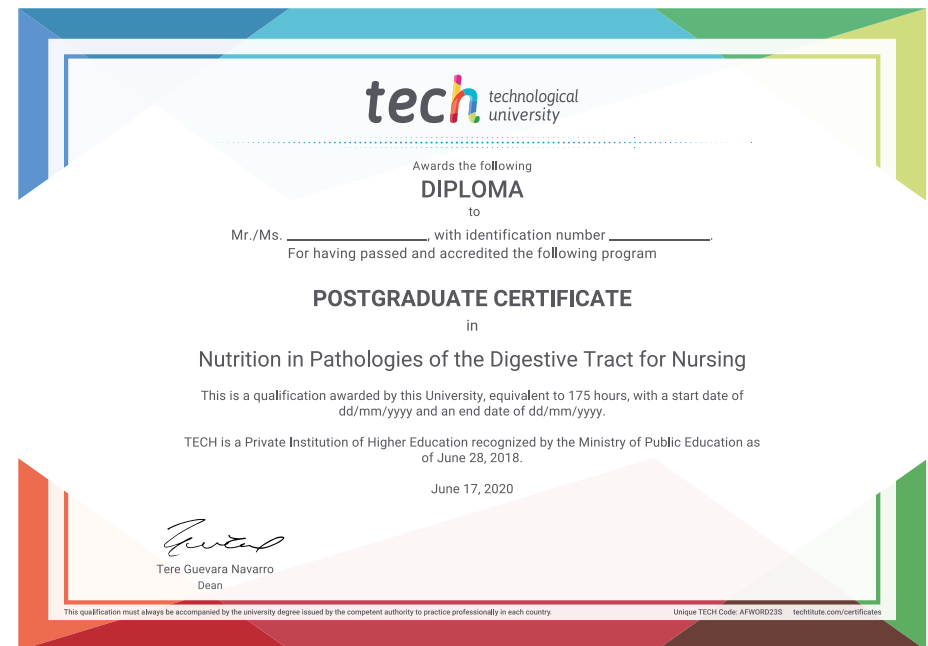 tech technological
university
Awards the following
DIPLOMA
to
Mr./Ms. ____________________, with identification number ______________.
For having passed and accredited the following program
POSTGRADUATE CERTIFICATE
in
Nutrition in Pathologies of the Digestive Tract for Nursing
This is a qualification awarded by this University, equivalent to 175 hours, with a start date of
dd/mm/yyyy and an end date of dd/mm/yyyy.
TECH is a Private Institution of Higher Education recognized by the Ministry of Public Education as
of June 28, 2018.
June 17, 2020
Tere Guevara Navarro
Dean
This qualification must always be accompanied by the university degree issued by the competent authority to practice professionally in each country.
Unique TECH Code: AFWORD23S techtitute.com/certificates